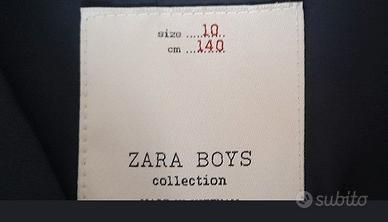 size ..10..
cm ...140
ZARA BOYS
collection
subito